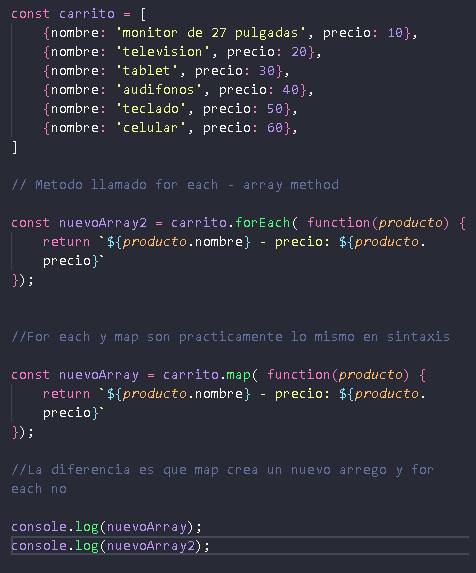 const carrito = [
    {nombre: 'monitor de 27 pulgadas', precio: 10},
    {nombre: 'television', precio: 20},
    {nombre: 'tablet', precio: 30},
    {nombre: 'audifonos', precio: 40},
    {nombre: 'teclado', precio: 50},
    {nombre: 'celular', precio: 60},
]
// Metodo llamado for each - array method
const nuevoArray2 = carrito.forEach( function(producto) {
    return `${producto.nombre} - precio: ${producto.
    precio}`
});
//For each y map son practicamente lo mismo en sintaxis
const nuevoArray = carrito.map( function(producto) {
    return `${producto.nombre} - precio: ${producto.
    precio}`
});
//La diferencia es que map crea un nuevo arrego y for
each no
console.log(nuevoArray);
console.log(nuevoArray2);